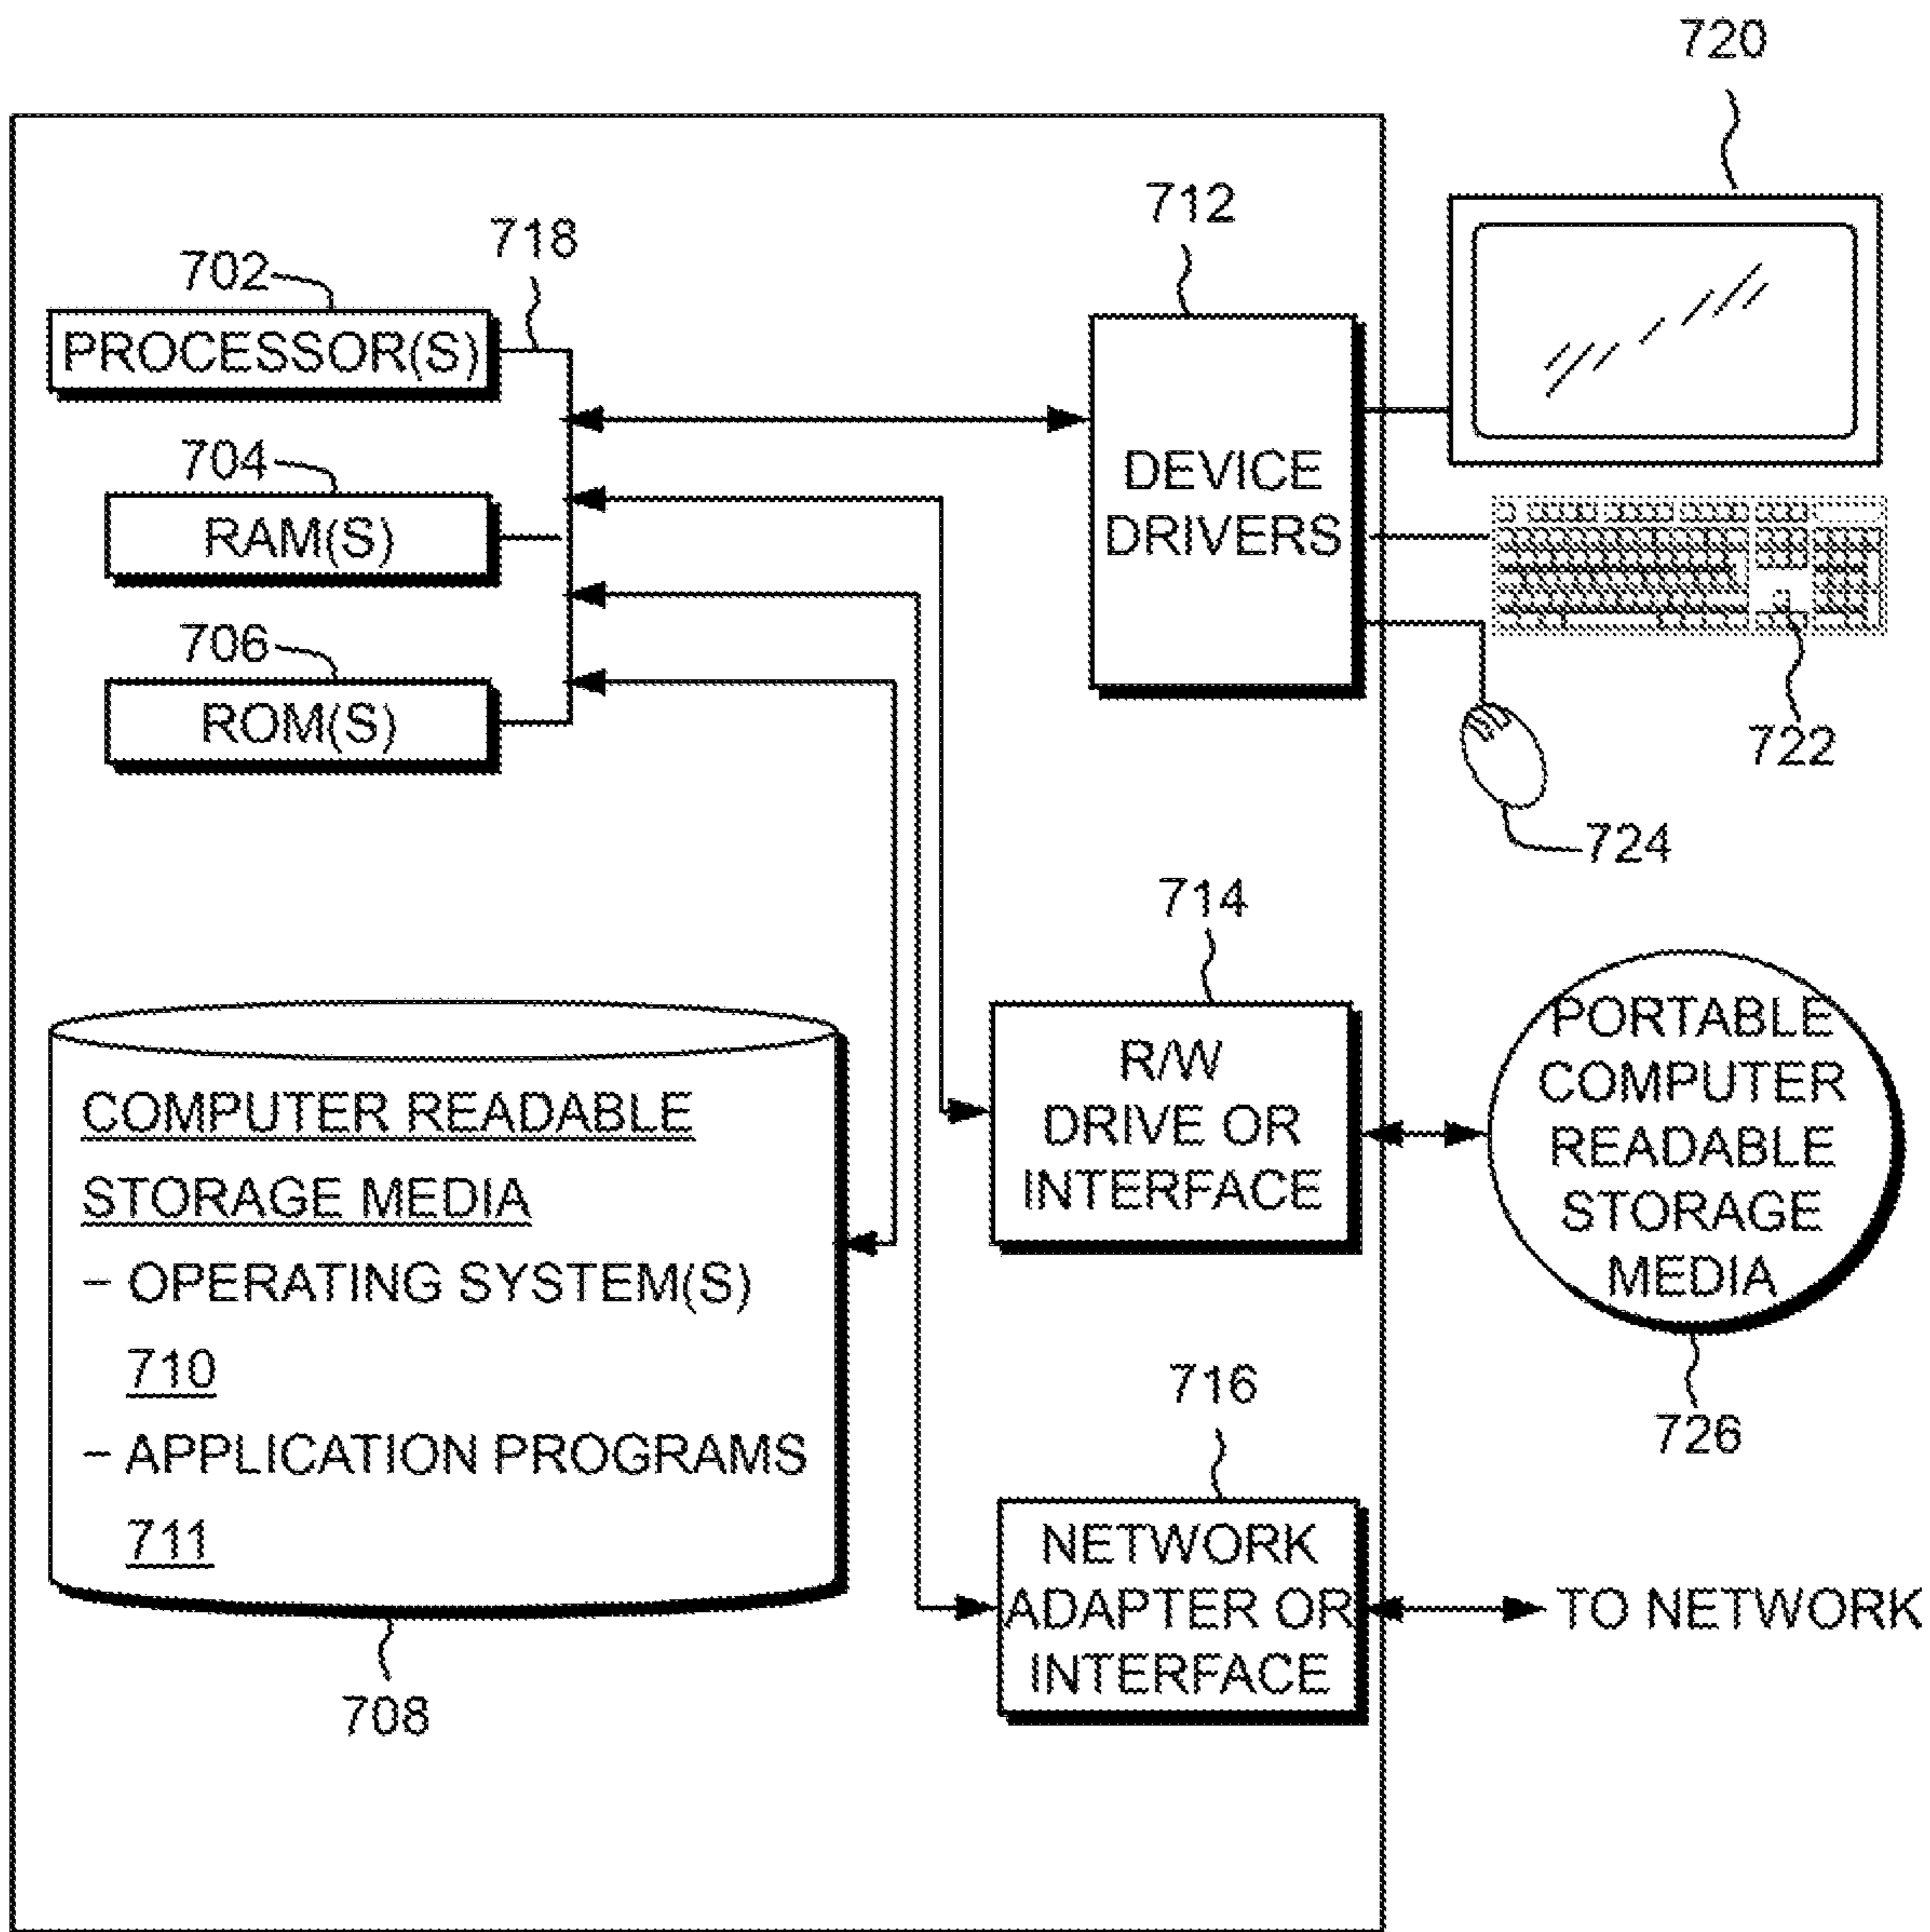 720
712
718
702
PROCESSOR(S)
704
RAM(S)
706
ROM(S)
DEVICE
DRIVERS
722
724
714
R/W
DRIVE OR
INTERFACE
PORTABLE
COMPUTER
READABLE
STORAGE
MEDIA
726
COMPUTER READABLE
STORAGE MEDIA
– OPERATING SYSTEM(S)
710
– APPLICATION PROGRAMS
711
708
716
NETWORK
ADAPTER OR
INTERFACE
TO NETWORK